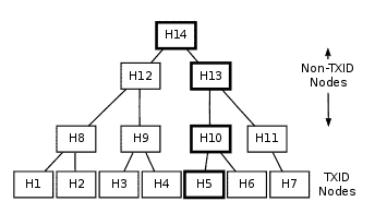 H14
H12 H13
Non-TXID
Nodes
H8 H9 H10 H11
H1 H2 H3 H4 H5 H6 H7
TXID
Nodes